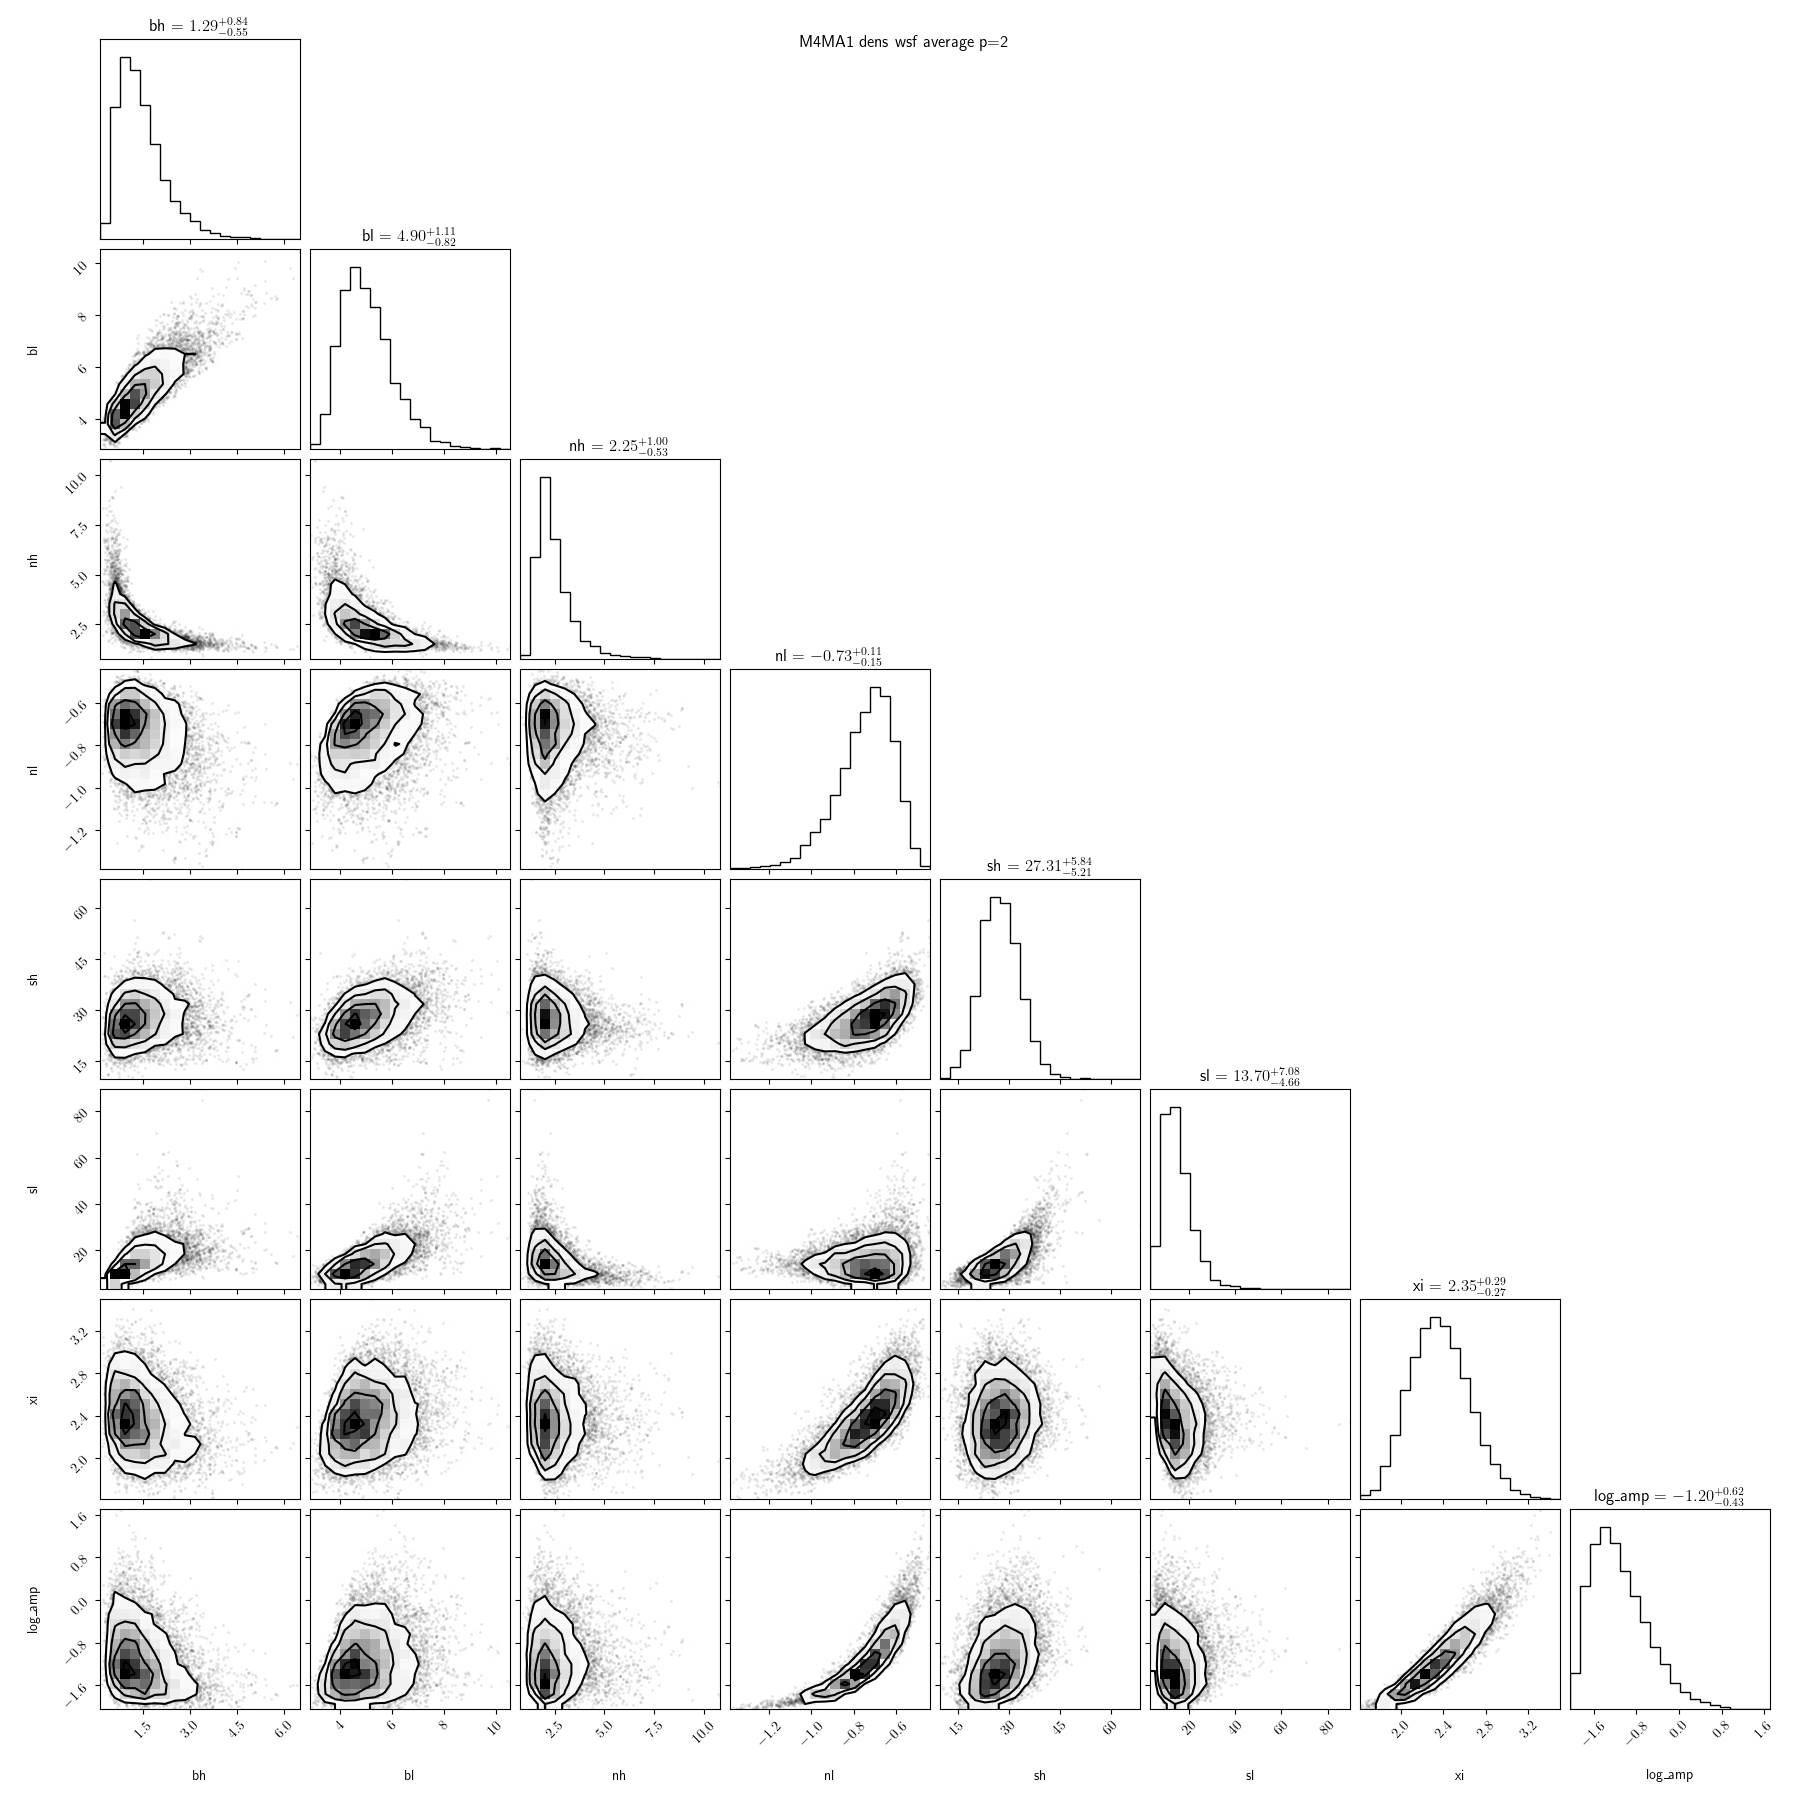 bh = 1.29+0.84 −0.55
M4MA1 dens wsf average p=2
bl = 4.90+1.11 −0.82
10
8
6
4
bl
nh = 2.25+1.00 −0.53
10.0
7.5
5.0
2.5
nh
nl = −0.73+0.11 −0.15
−0.6
−0.8
−1.0
−1.2
nl
sh = 27.31+5.84 −5.21
60
45
30
15
sh
sl = 13.70+7.08 −4.66
80
60
40
20
sl
xi = 2.35+0.29 −0.27
3.2
2.8
2.4
2.0
xi
log_amp = −1.20+0.62 −0.43
1.6
0.8
0.0
−0.8
−1.6
log_amp
1.5 3.0 4.5 6.0 4 6 8 10 2.5 5.0 7.5 10.0 −1.2 −1.0 −0.8 −0.6 15 30 45 60 20 40 60 80 2.0 2.4 2.8 3.2 −1.6 −0.8 0.0 0.8 1.6
bh bl nh nl sh sl xi log_amp